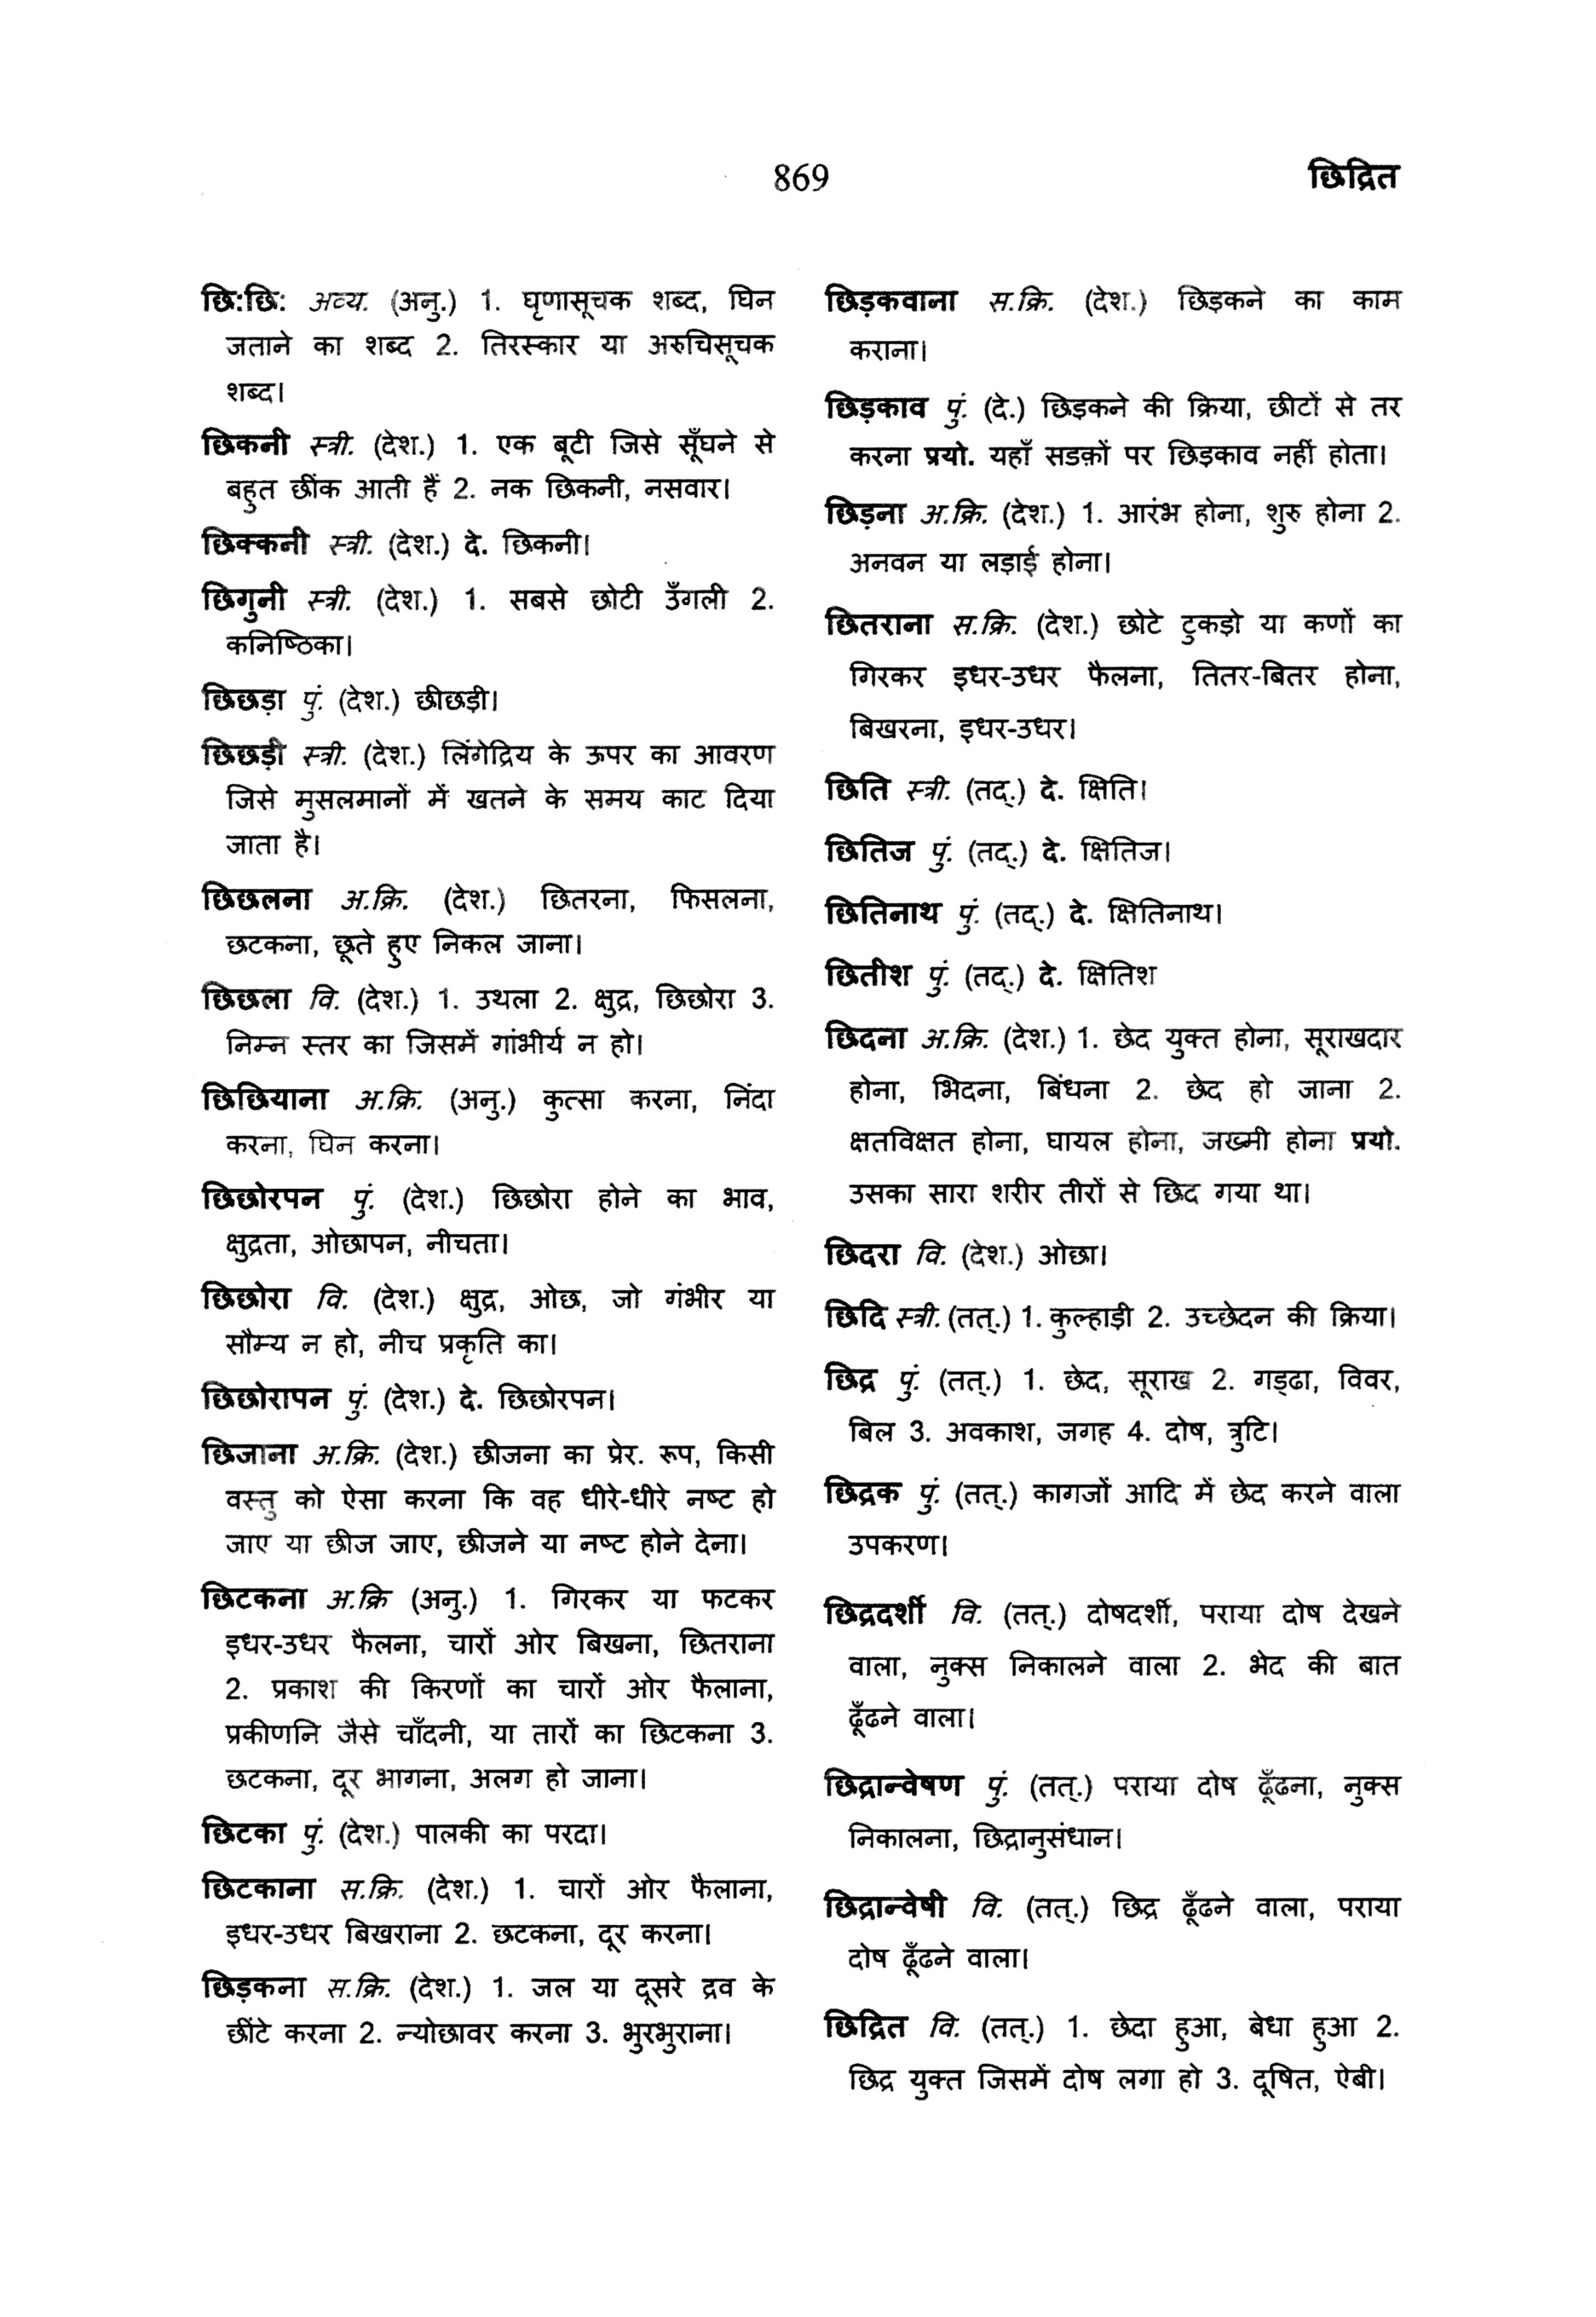 869
छिद्रित
छि:छि: अव्य. (अनु.) 1. घृणासूचक शब्द, घिन
जताने का शब्द 2. तिरस्कार या अरुचिसूचक
शब्द।
छिकनी स्त्री. (देश.) 1. एक बूटी जिसे सूँघने से
बहुत छींक आती हैं 2. नक छिकनी, नसवार।
छिक्कनी स्त्री. (देश.) दे. छिकनी।
छिगुनी स्त्री. (देश.) 1. सबसे छोटी उँगली 2.
कनिष्ठिका।
छिछड़ा पुं. (देश.) छीछड़ी।
छिछड़ी स्त्री. (देश.) लिंगेद्रिय के ऊपर का आवरण
जिसे मुसलमानों में खतने के समय काट दिया
जाता है।
छिछलना अ.क्रि. (देश.) छितरना, फिसलना,
छटकना, छूते हुए निकल जाना।
छिछला वि. (देश.) 1. उथला 2. क्षुद्र, छिछोरा 3.
निम्न स्तर का जिसमें गांभीर्य न हो।
छिछियाना अ.क्रि. (अनु.) कुत्सा करना, निंदा
करना, घिन करना।
छिछोरपन पुं. (देश.) छिछोरा होने का भाव,
क्षुद्रता, ओछापन, नीचता।
छिछोरा वि. (देश.) क्षुद्र, ओछ, जो गंभीर या
सौम्य न हो, नीच प्रकृति का।
छिछोरापन पुं. (देश.) दे. छिछोरपन।
छिजाना अ.क्रि. (देश.) छीजना का प्रेर. रूप, किसी
वस्तु को ऐसा करना कि वह धीरे-धीरे नष्ट हो
जाए या छीज जाए, छीजने या नष्ट होने देना।
छिटकना अ.क्रि (अनु.) 1. गिरकर या फटकर
इधर-उधर फैलना, चारों ओर बिखना, छितराना
2. प्रकाश की किरणों का चारों ओर फैलाना,
प्रकीणनि जैसे चाँदनी, या तारों का छिटकना 3.
छटकना, दूर भागना, अलग हो जाना।
छिटका पुं. (देश.) पालकी का परदा।
छिटकाना स.क्रि. (देश.) 1. चारों ओर फैलाना,
इधर-उधर बिखराना 2. छटकना, दूर करना।
छिड़कना स.क्रि. (देश.) 1. जल या दूसरे द्रव के
छींटे करना 2. न्योछावर करना 3. भुरभुराना।
छिड़कवाना स.क्रि. (देश.) छिड़कने का काम
कराना।
छिड़काव पुं. (दे.) छिड़कने की क्रिया, छीटों से तर
करना प्रयो. यहाँ सडक़ों पर छिड़काव नहीं होता।
छिड़ना अ.क्रि. (देश.) 1. आरंभ होना, शुरु होना 2.
अनवन या लड़ाई होना।
छितराना स.क्रि. (देश.) छोटे टुकड़ो या कणों का
गिरकर इधर-उधर फैलना, तितर-बितर होना,
बिखरना, इधर-उधर।
छिति स्त्री. (तद्.) दे. क्षिति।
छितिज पुं. (तद्.) दे. क्षितिज।
छितिनाथ पुं. (तद्.) दे. क्षितिनाथ।
छितीश पुं. (तद्.) दे. क्षितिश
छिदना अ.क्रि. (देश.) 1. छेद युक्त होना, सूराखदार
होना, भिदना, बिंधना 2. छेद हो जाना 2.
क्षतविक्षत होना, घायल होना, जख्मी होना प्रयो.
उसका सारा शरीर तीरों से छिद गया था।
छिदरा वि. (देश.) ओछा।
छिदि स्त्री. (तत्.) 1. कुल्हाड़ी 2. उच्छेदन की क्रिया।
छिद्र पुं. (तत्.) 1. छेद, सूराख 2. गड्ढा, विवर,
बिल 3. अवकाश, जगह 4. दोष, त्रुटि।
छिद्रक पुं. (तत्.) कागजों आदि में छेद करने वाला
उपकरण।
छिद्रदर्शी वि. (तत्.) दोषदर्शी, पराया दोष देखने
वाला, नुक्स निकालने वाला 2. भेद की बात
ढूँढने वाला।
छिद्रान्वेषण पुं. (तत्.) पराया दोष ढूँढना, नुक्स
निकालना, छिद्रानुसंधान।
छिद्रान्वेषी वि. (तत्.) छिद्र ढूँढने वाला, पराया
दोष ढूँढने वाला।
छिद्रित वि. (तत्.) 1. छेदा हुआ, बेधा हुआ 2.
छिद्र युक्त जिसमें दोष लगा हो 3. दूषित, ऐबी।